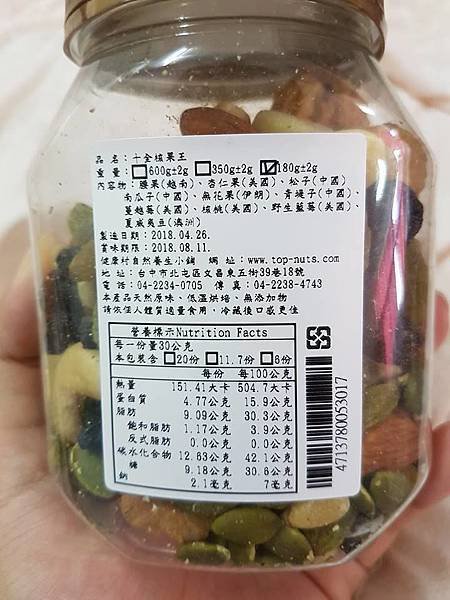 品 名：十全核果王
重 量：□600g±2g □350g±2g ☑180g±2g
內容物：腰果(越南)、杏仁果(美國)、松子(中國)
南瓜子(中國)、無花果(伊朗)、青堤子(中國)、
蔓越莓(美國)、核桃(美國)、野生藍莓(美國)、
夏威夷豆(澳洲)
製造日期：2018.04.26.
賞味期限：2018.08.11.
健康村自然養生小鋪 網 址：www.top-nuts.com
地 址：台中市北屯區文昌東五街39巷18號
電 話：04-2234-0705 傳 真：04-2238-4743
本產品天然原味、低溫烘培、無添加物
請依個人體質適量食用、冷藏後口感更佳
營養標示Nutrition Facts
每一份量30公克
本包裝含 □20份 □11.7份 □6份
每份 每100公克
熱量 151.41大卡 504.7大卡
蛋白質 4.77公克 15.9公克
脂肪 9.09公克 30.3公克
飽和脂肪 1.17公克 3.9公克
反式脂肪 0.0公克 0.0公克
碳水化合物 12.63公克 42.1公克
糖 9.18公克 30.6公克
鈉 2.1毫克 7毫克
4713780053017